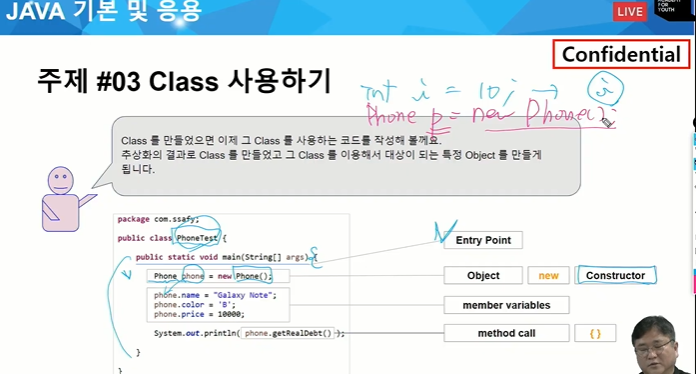 JAVA 기본 및 응용
LIVE
FOR
YOUTH
Confidential
주제 #03 Class 사용하기
int i = 10; → i
Phone p = new Phone();
Class 를 만들었으면 이제 그 Class 를 사용하는 코드를 작성해 볼께요.
추상화의 결과로 Class 를 만들었고 그 Class 를 이용해서 대상이 되는 특정 Object 를 만들게
됩니다.
package com.ssafy;
public class PhoneTest {
public static void main(String[] args) {
Phone phone = new Phone();
phone.name = "Galaxy Note";
phone.color = 'B';
phone.price = 10000;
System.out.println( phone.getRealDebt() );
}
}
Entry Point
Object new Constructor
member variables
method call { }